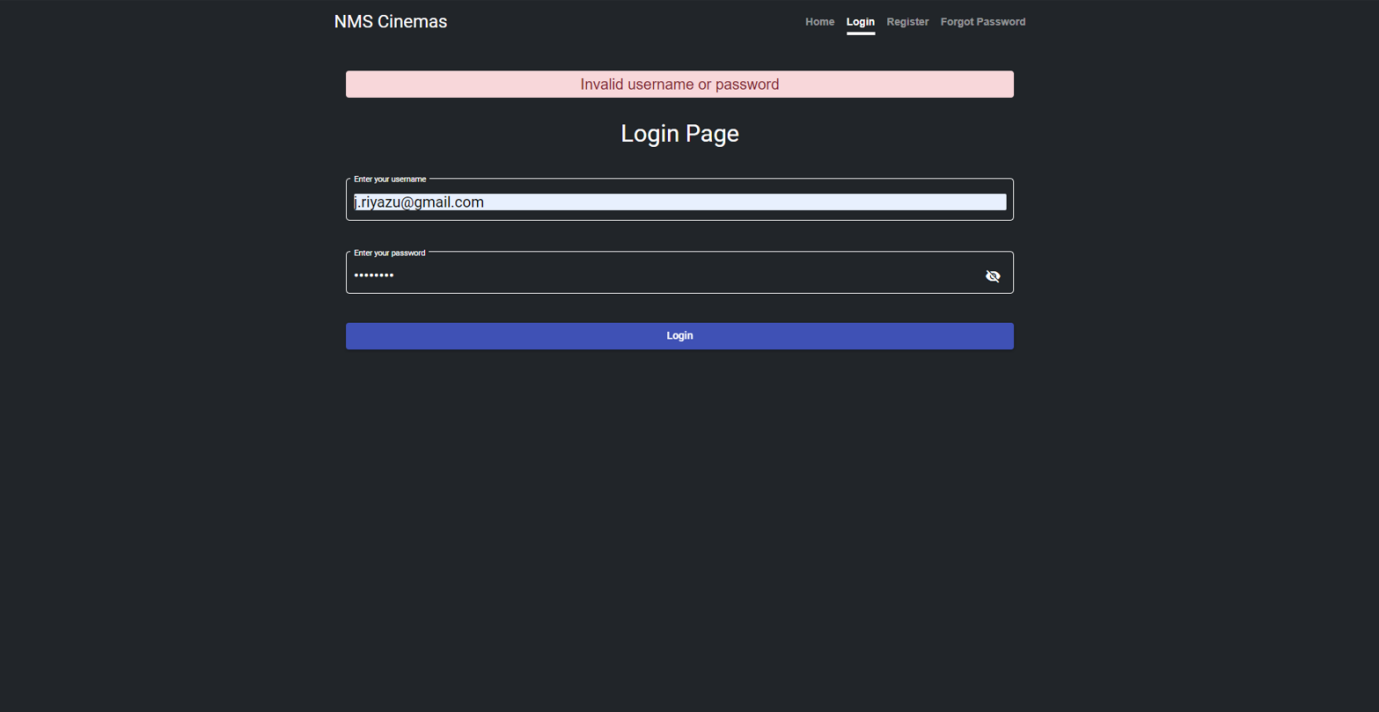 NMS Cinemas
Home Login Register Forgot Password
Invalid username or password
Login Page
Enter your username
j.riyazu@gmail.com
Enter your password
••••••••
Login